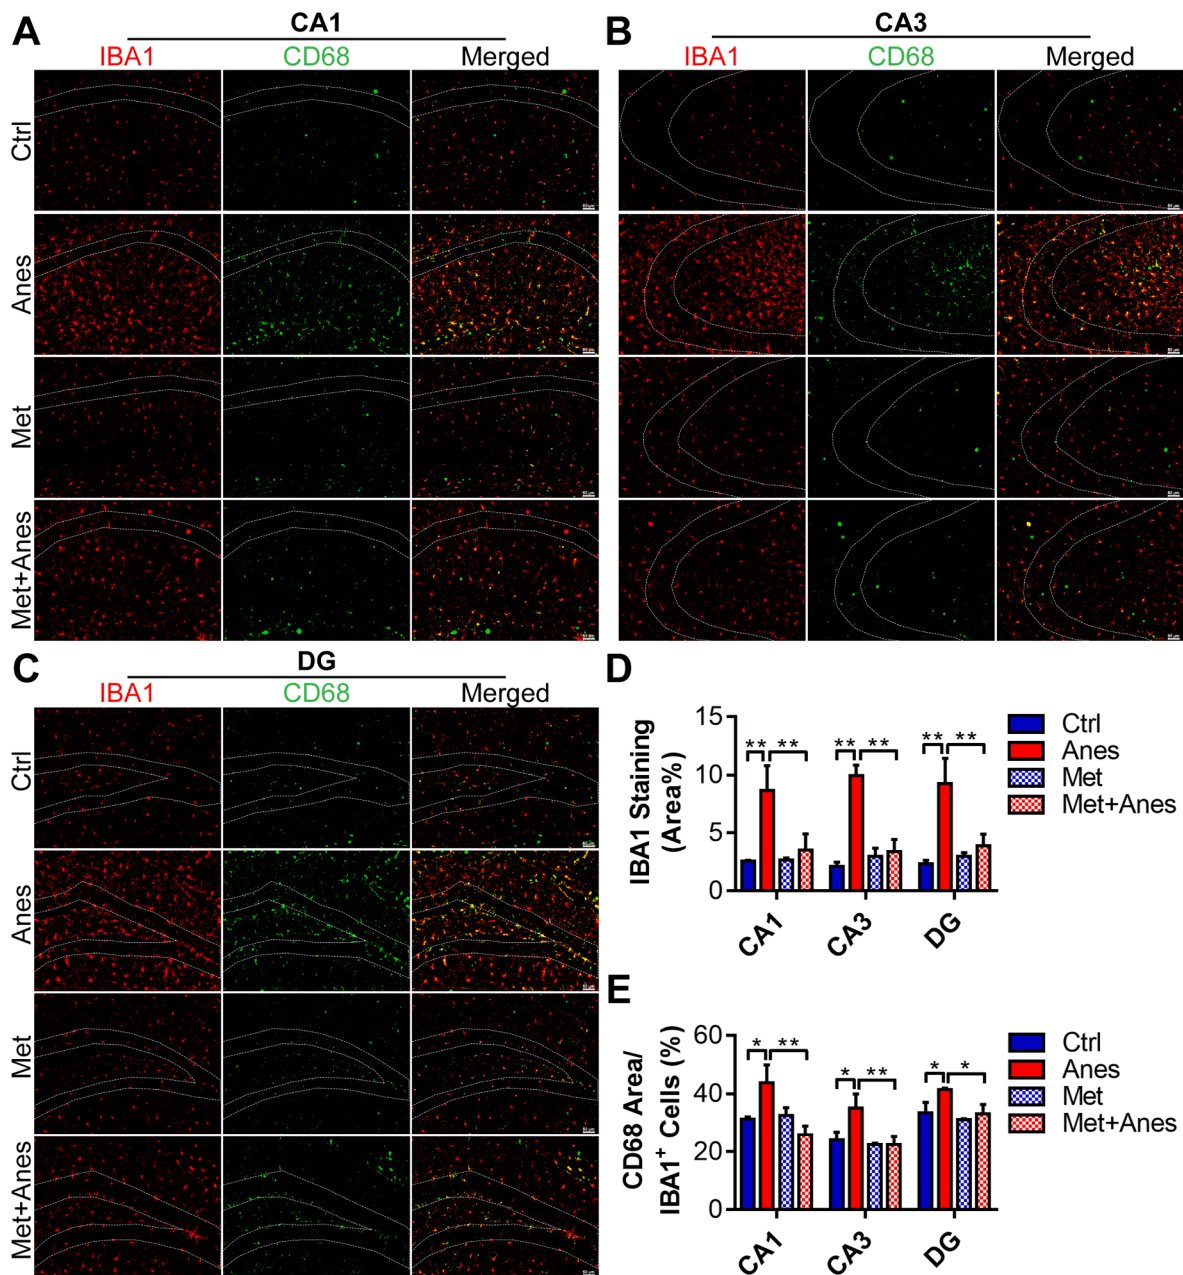 A
CA1
IBA1 CD68 Merged
Ctrl
Anes
Met
Met+Anes
B
CA3
IBA1 CD68 Merged
C
DG
IBA1 CD68 Merged
Ctrl
Anes
Met
Met+Anes
D
IBA1 Staining
(Area%)
15
10
5
0
** ** ** ** ** **
CA1 CA3 DG
Ctrl
Anes
Met
Met+Anes
E
CD68 Area/
IBA1⁺ Cells (%)
60
40
20
0
* ** * ** * *
CA1 CA3 DG
Ctrl
Anes
Met
Met+Anes